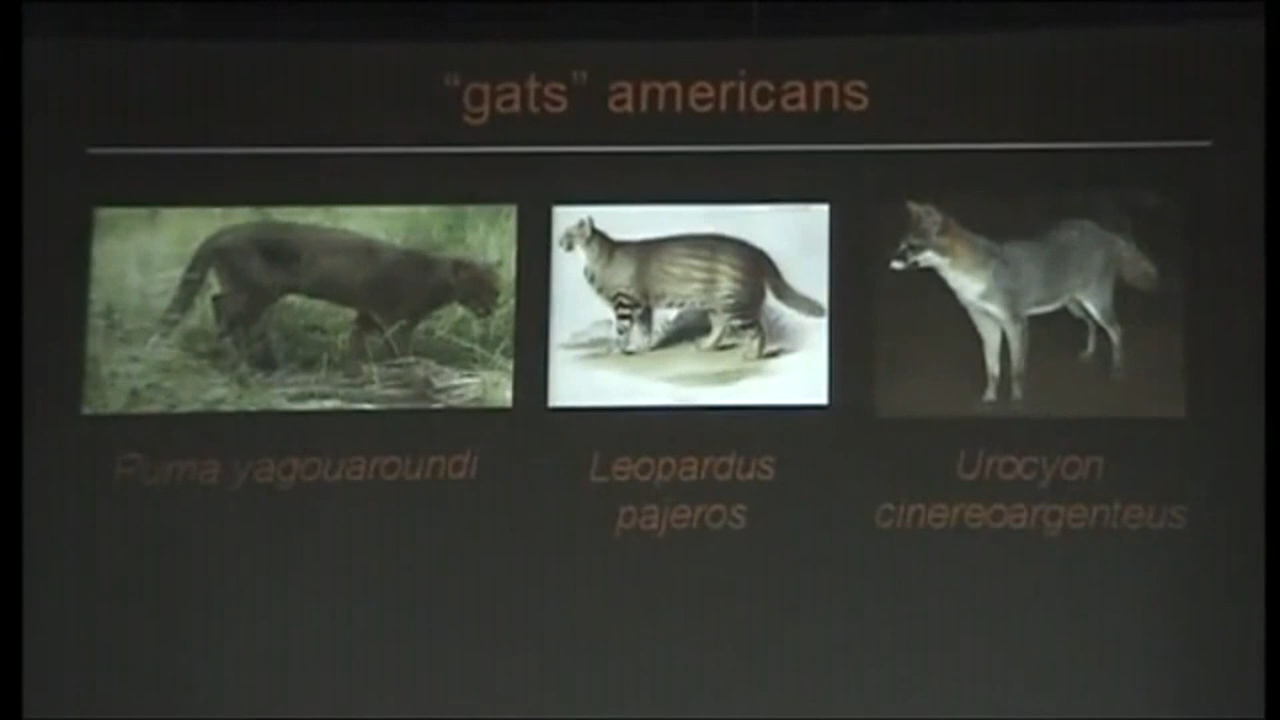 “gats” americans
Puma yagouaroundi
Leopardus
pajeros
Urocyon
cinereoargenteus